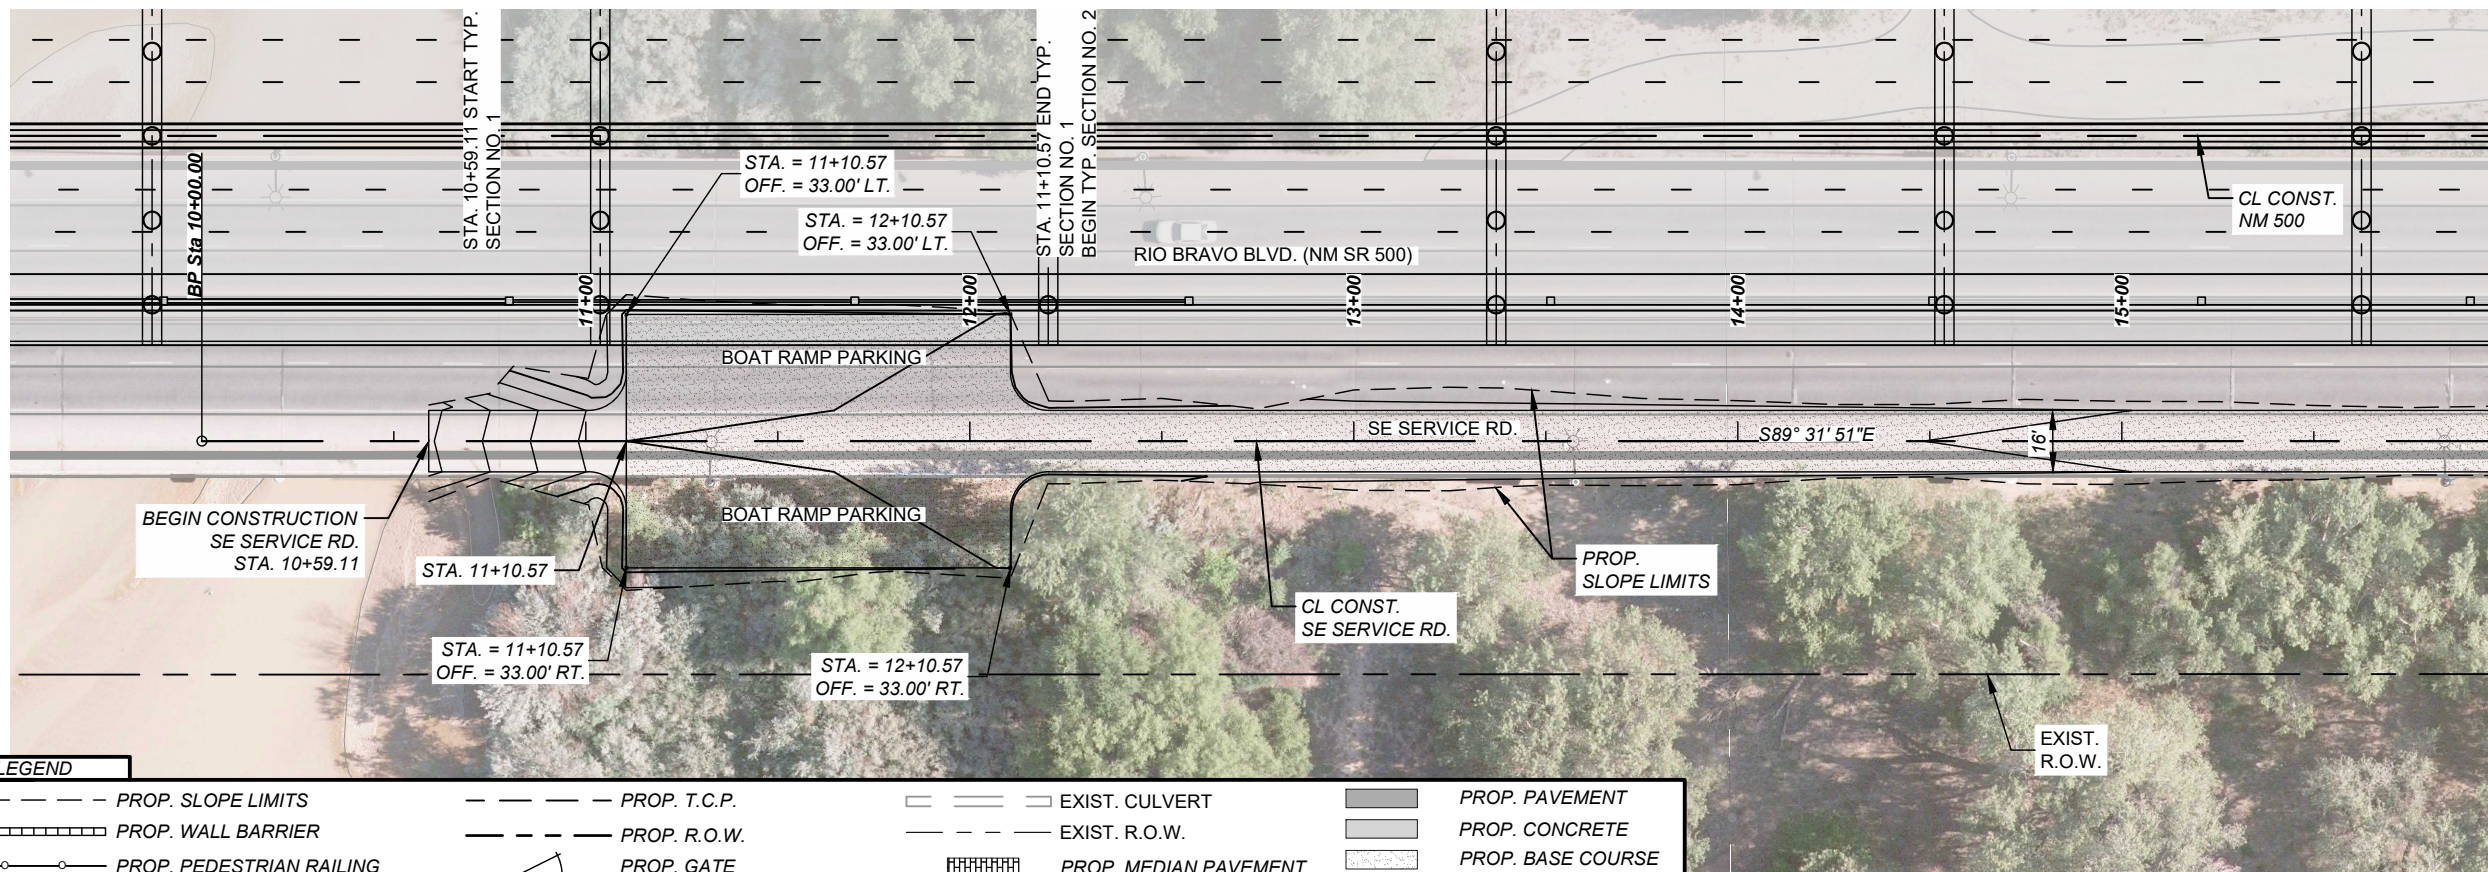 STA. 10+59.11 START TYP.
SECTION NO. 1
STA. 11+10.57 END TYP.
SECTION NO. 1
BEGIN TYP. SECTION NO. 2
BP Sta 10+00.00
STA. = 11+10.57
OFF. = 33.00' LT.
STA. = 12+10.57
OFF. = 33.00' LT.
RIO BRAVO BLVD. (NM SR 500)
CL CONST.
NM 500
11+00
12+00
13+00
14+00
15+00
BOAT RAMP PARKING
SE SERVICE RD.
S89° 31' 51"E
16'
BOAT RAMP PARKING
BEGIN CONSTRUCTION
SE SERVICE RD.
STA. 10+59.11
STA. 11+10.57
PROP.
SLOPE LIMITS
CL CONST.
SE SERVICE RD.
STA. = 11+10.57
OFF. = 33.00' RT.
STA. = 12+10.57
OFF. = 33.00' RT.
EXIST.
R.O.W.
LEGEND
PROP. SLOPE LIMITS
PROP. WALL BARRIER
PROP. PEDESTRIAN RAILING
PROP. T.C.P.
PROP. R.O.W.
PROP. GATE
EXIST. CULVERT
EXIST. R.O.W.
PROP. MEDIAN PAVEMENT
PROP. PAVEMENT
PROP. CONCRETE
PROP. BASE COURSE